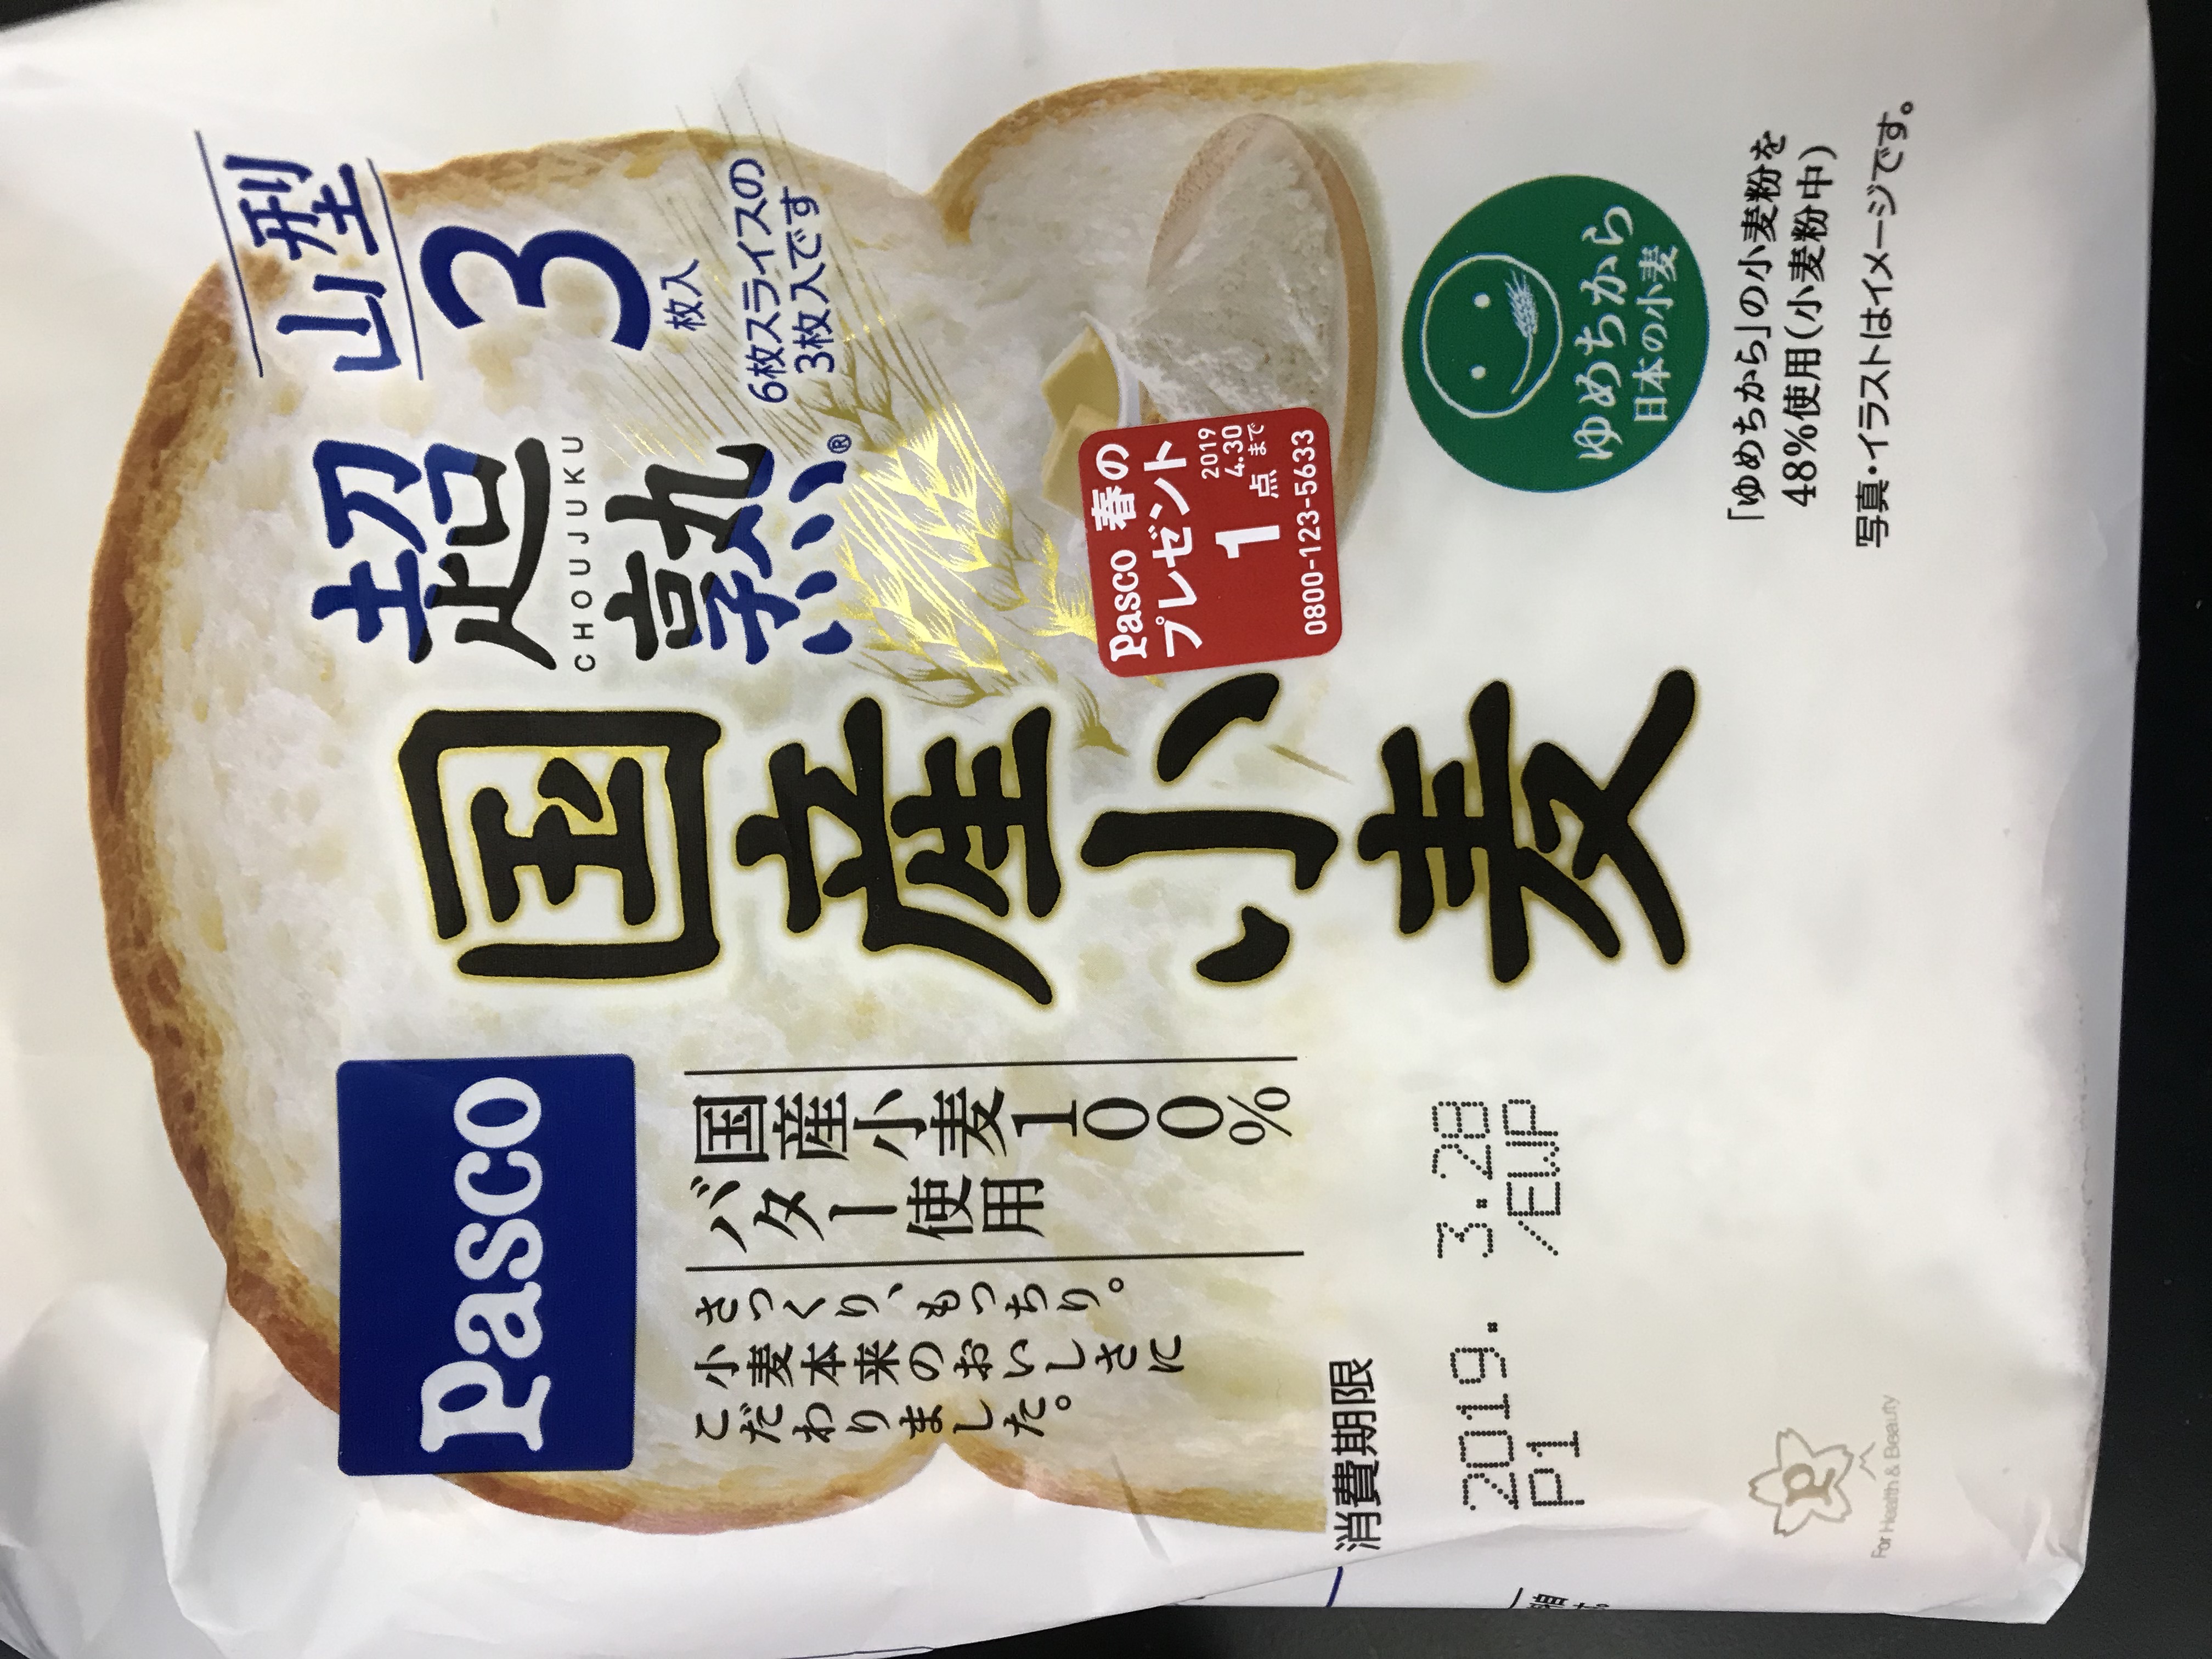 Pasco
超熟®
CHOUJUKU
山型
3
枚入
6枚スライスの
3枚入です
国産小麦
国産小麦100%
バター使用
さっくり、もっちり。
小麦本来のおいしさに
こだわりました。
Pasco 春の
プレゼント
1点
2019
4.30
まで
0800-123-5633
ゆめちから
日本の小麦
「ゆめちから」の小麦粉を
48%使用(小麦粉中)
写真・イラストはイメージです。
消費期限
2019. 3.28
P1 /EWP
For Health & Beauty